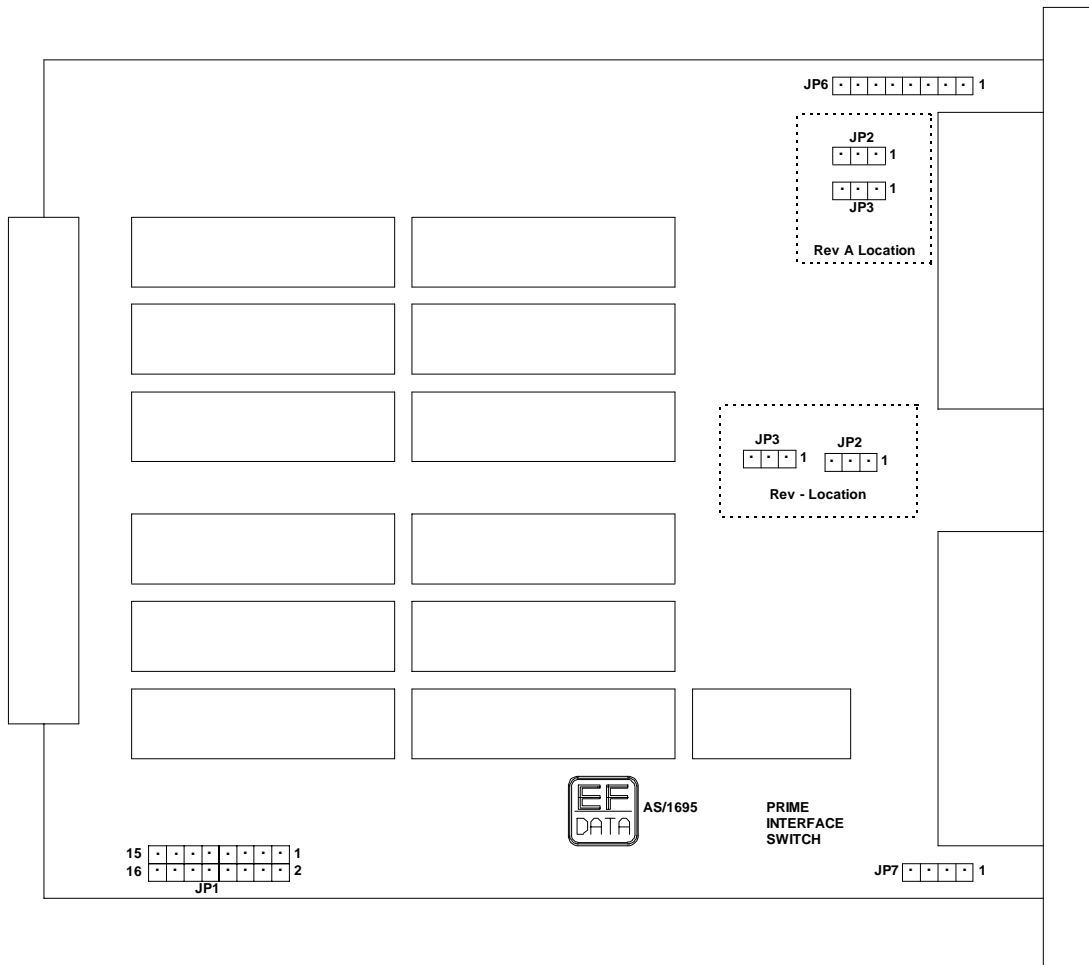 JP6 1
JP2
1
1
JP3
Rev A Location
JP3 JP2
1 1
Rev - Location
EF
DATA
AS/1695
PRIME
INTERFACE
SWITCH
15 1
16 2
JP1
JP7 1